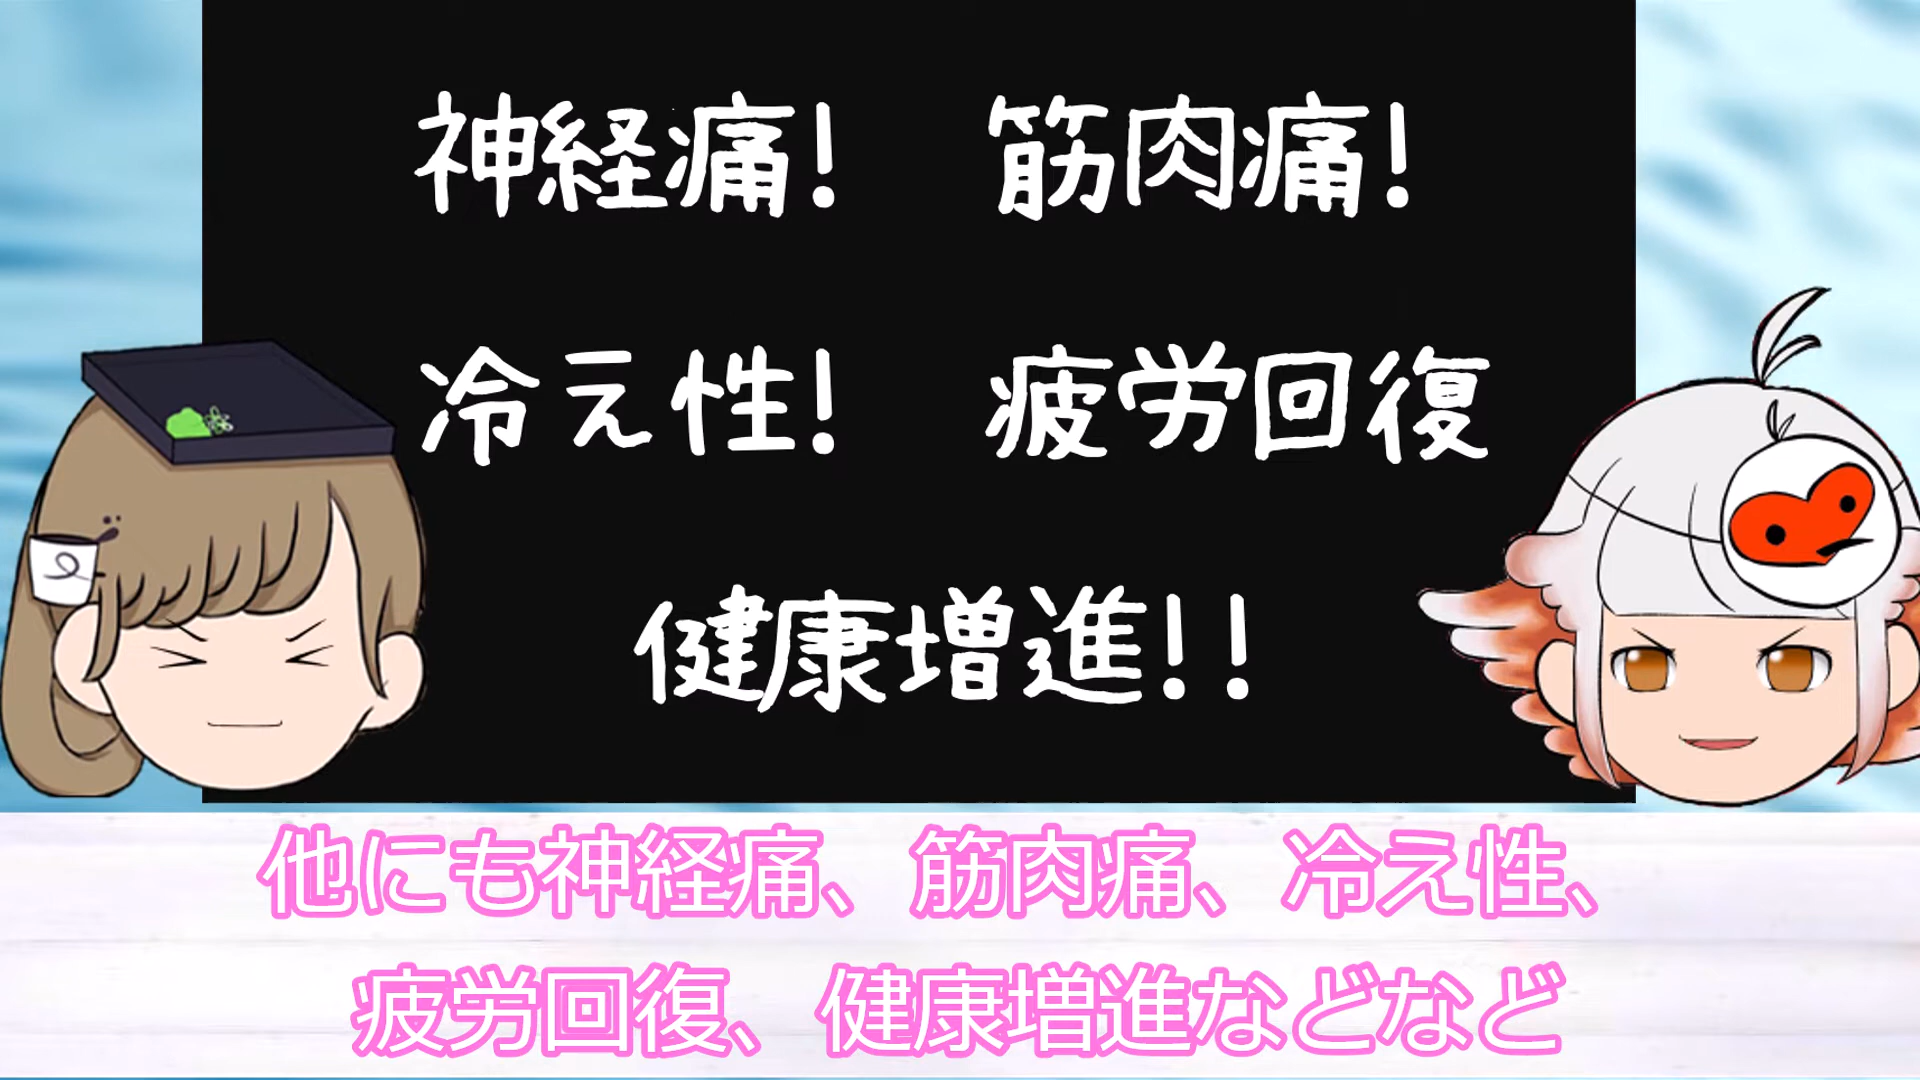 神経痛! 筋肉痛!
冷え性! 疲労回復
健康増進!!
他にも神経痛、筋肉痛、冷え性、
疲労回復、健康増進などなど